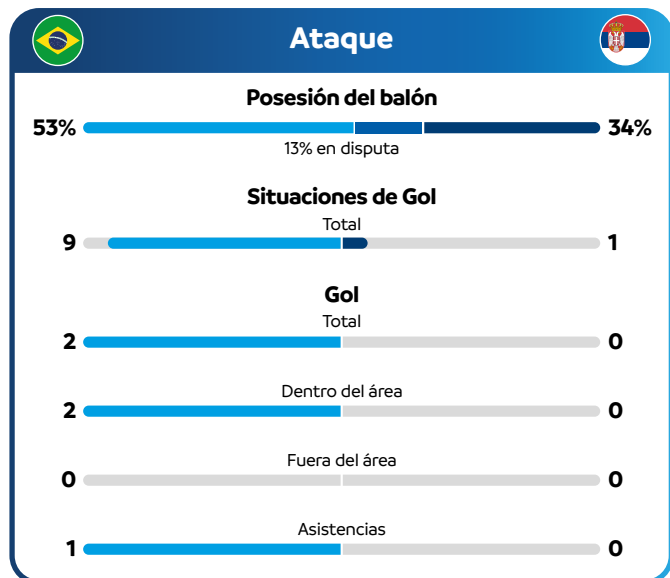 Ataque
Posesión del balón
53% 34%
13% en disputa
Situaciones de Gol
Total
9 1
Gol
Total
2 0
Dentro del área
2 0
Fuera del área
0 0
Asistencias
1 0